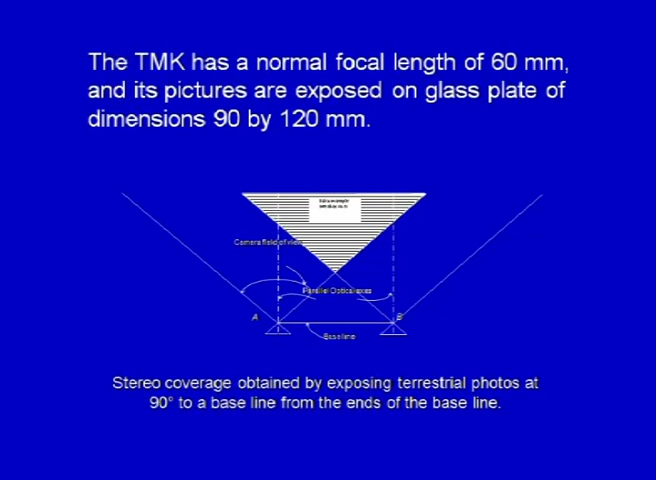 The TMK has a normal focal length of 60 mm,
and its pictures are exposed on glass plate of
dimensions 90 by 120 mm.
Camera field of view
Parallel Optical axes
A
B
Base line
Stereo coverage obtained by exposing terrestrial photos at
90° to a base line from the ends of the base line.